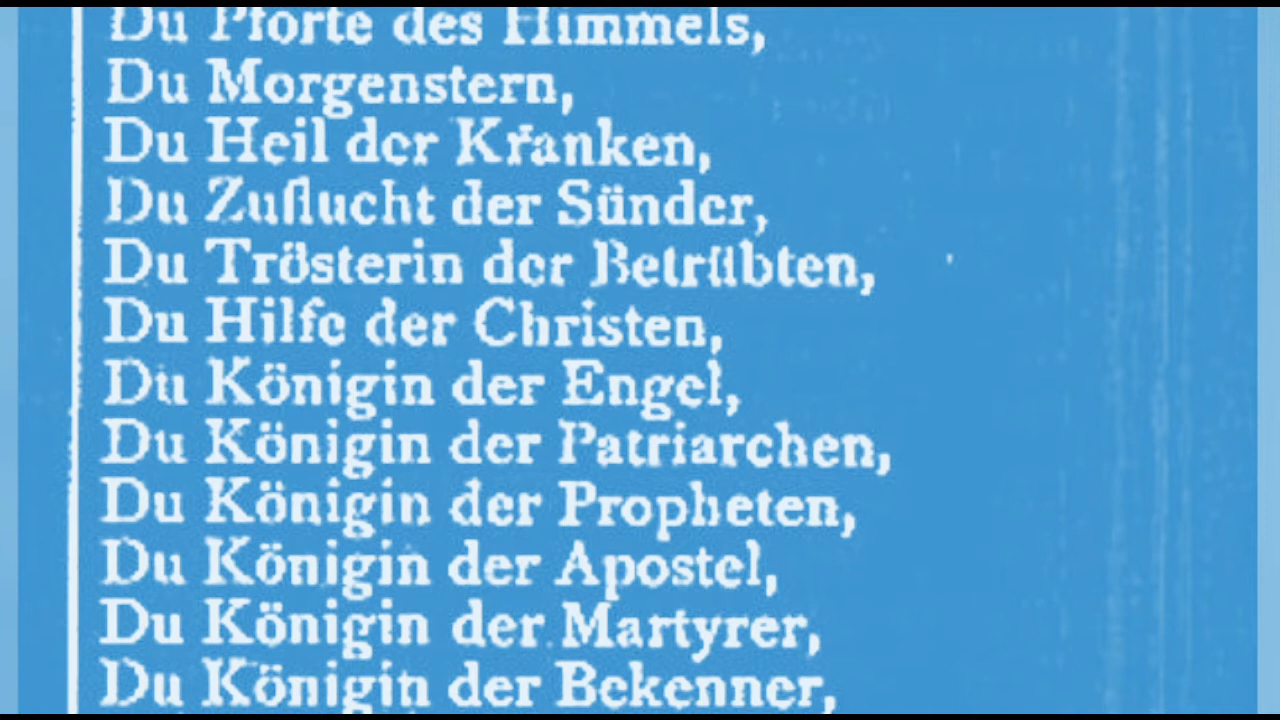 Du Pforte des Himmels,
Du Morgenstern,
Du Heil der Kranken,
Du Zuflucht der Sünder,
Du Trösterin der Betrübten,
Du Hilfe der Christen,
Du Königin der Engel,
Du Königin der Patriarchen,
Du Königin der Propheten,
Du Königin der Apostel,
Du Königin der Martyrer,
Du Königin der Bekenner,